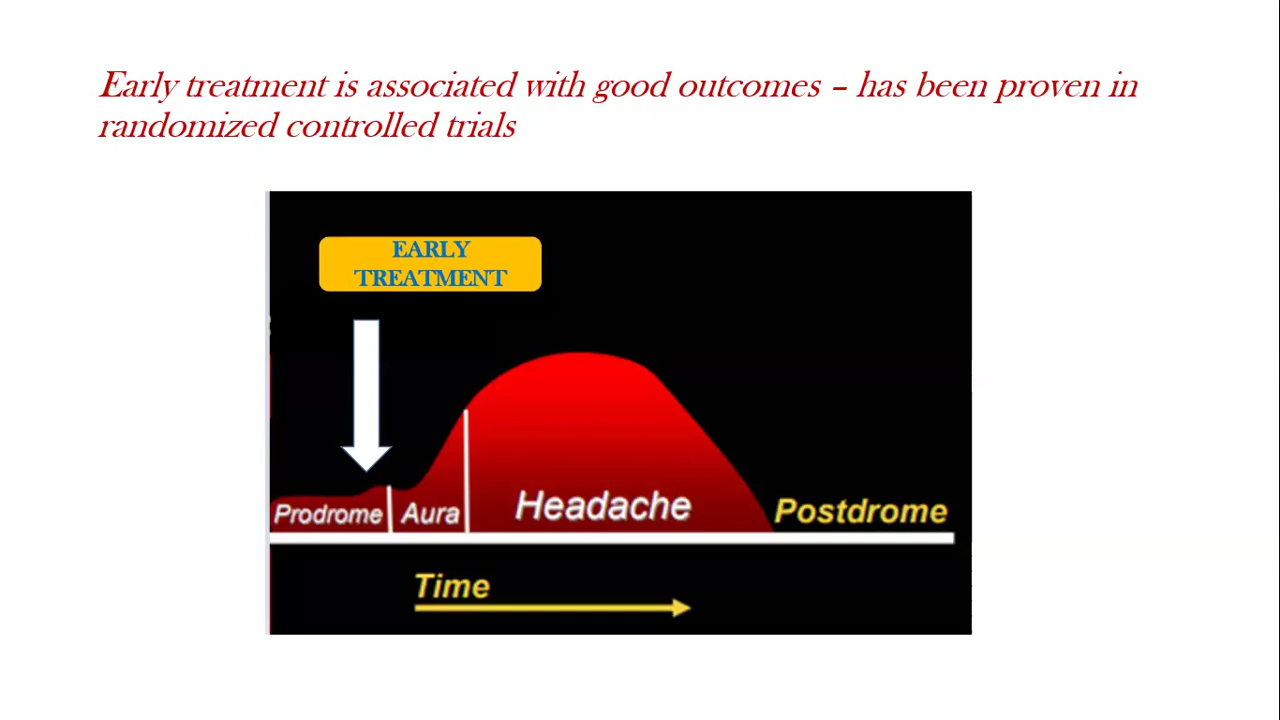 Early treatment is associated with good outcomes – has been proven in
randomized controlled trials
EARLY
TREATMENT
Prodrome
Aura
Headache
Postdrome
Time